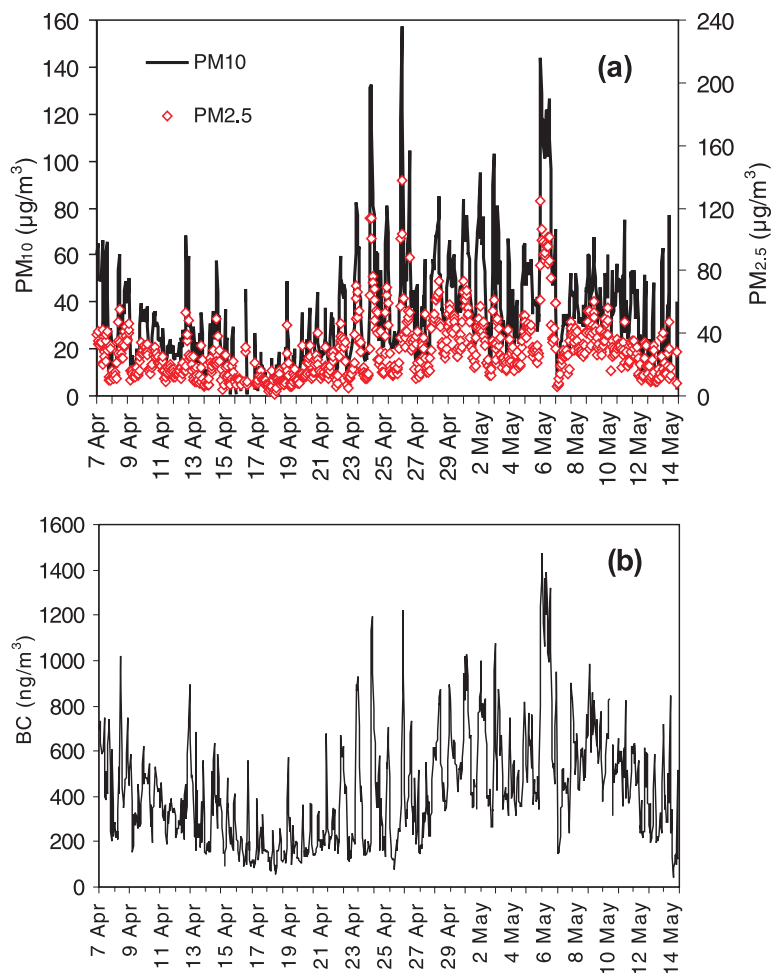 (a)
PM10
PM2.5
160
140
120
100
80
60
40
20
0
PM10 (µg/m3)
240
200
160
120
80
40
0
PM2.5 (µg/m3)
7 Apr
9 Apr
11 Apr
13 Apr
15 Apr
17 Apr
19 Apr
21 Apr
23 Apr
25 Apr
27 Apr
29 Apr
2 May
4 May
6 May
8 May
10 May
12 May
14 May
(b)
1600
1400
1200
1000
800
600
400
200
0
BC (ng/m3)
7 Apr
9 Apr
11 Apr
13 Apr
15 Apr
17 Apr
19 Apr
21 Apr
23 Apr
25 Apr
27 Apr
29 Apr
2 May
4 May
6 May
8 May
10 May
12 May
14 May